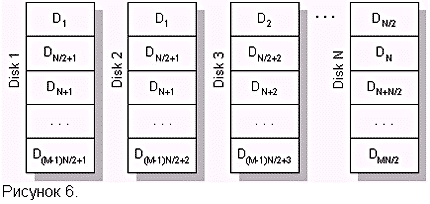 D1 D1 D2 ... DN/2
DN/2+1 DN/2+1 DN/2+2 DN
Disk 1 Disk 2 Disk 3 Disk N
DN+1 DN+1 DN+2 DN+N/2
... ... ... ...
D(M-1)N/2+1 D(M-1)N/2+2 D(M-1)N/2+3 DMN/2
Рисунок 6.